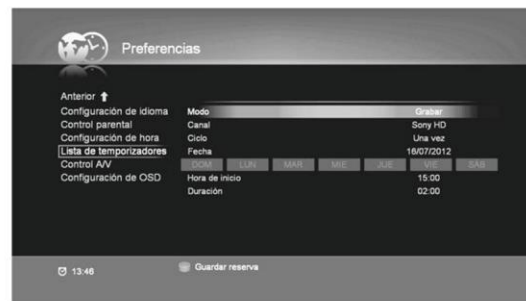 Preferencias
Anterior
Configuración de idioma
Control parental
Configuración de hora
Lista de temporizadores
Control A/V
Configuración de OSD
Modo Grabar
Canal Sony HD
Ciclo Una vez
Fecha 16/07/2012
DOM LUN MAR MIE JUE VIE SAB
Hora de inicio 15:00
Duración 02:00
13:46
Guardar reserva